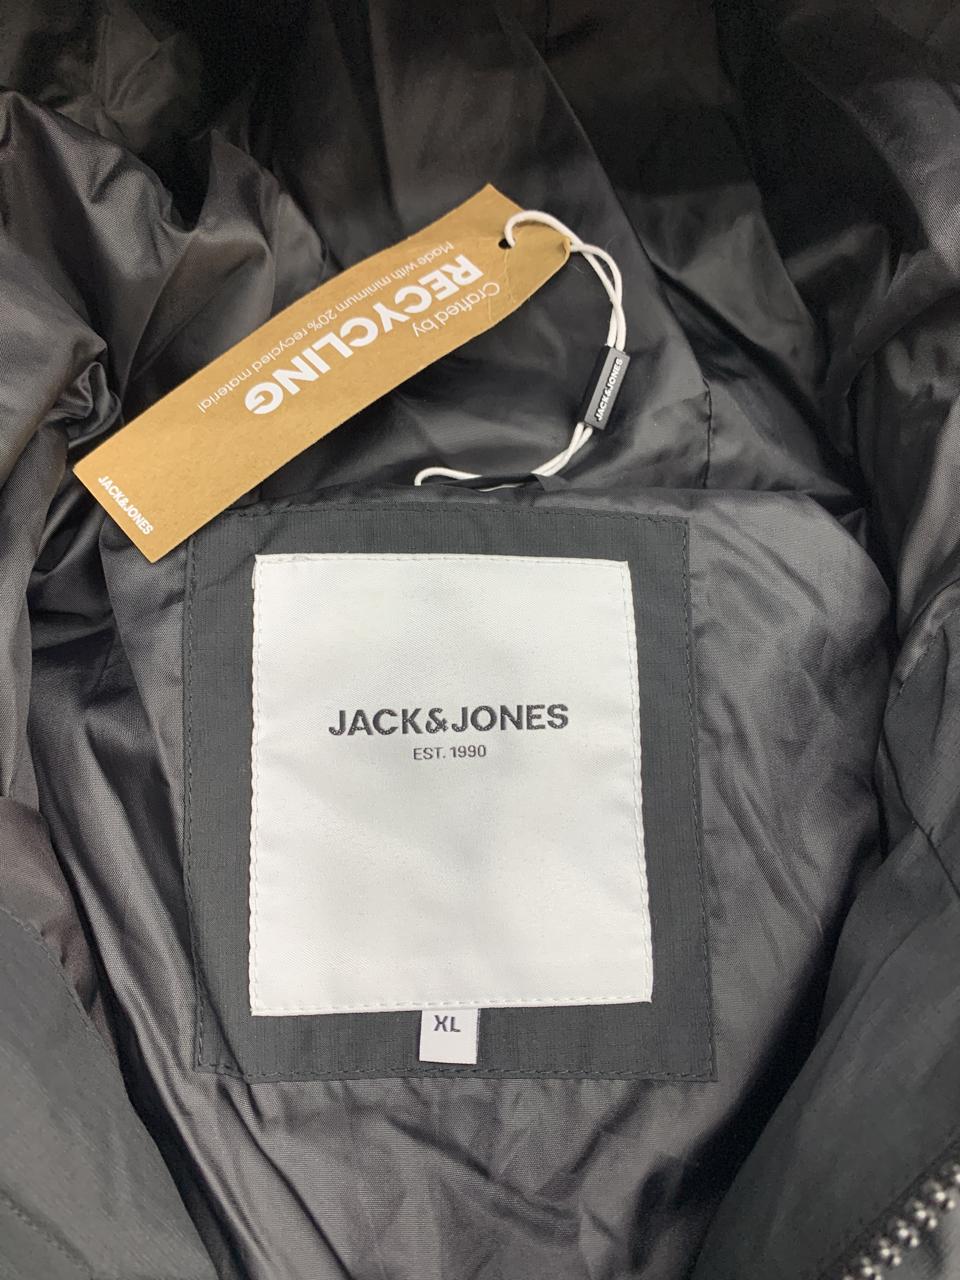 Crafted by
RECYCLING
Made with minimum 20% recycled material
JACK&JONES
JACK&JONES
JACK&JONES
EST. 1990
XL